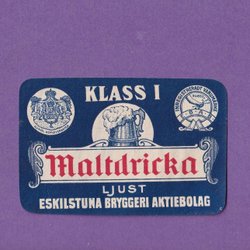 KLASS I
Maltdricka
LJUST
ESKILSTUNA BRYGGERI AKTIEBOLAG